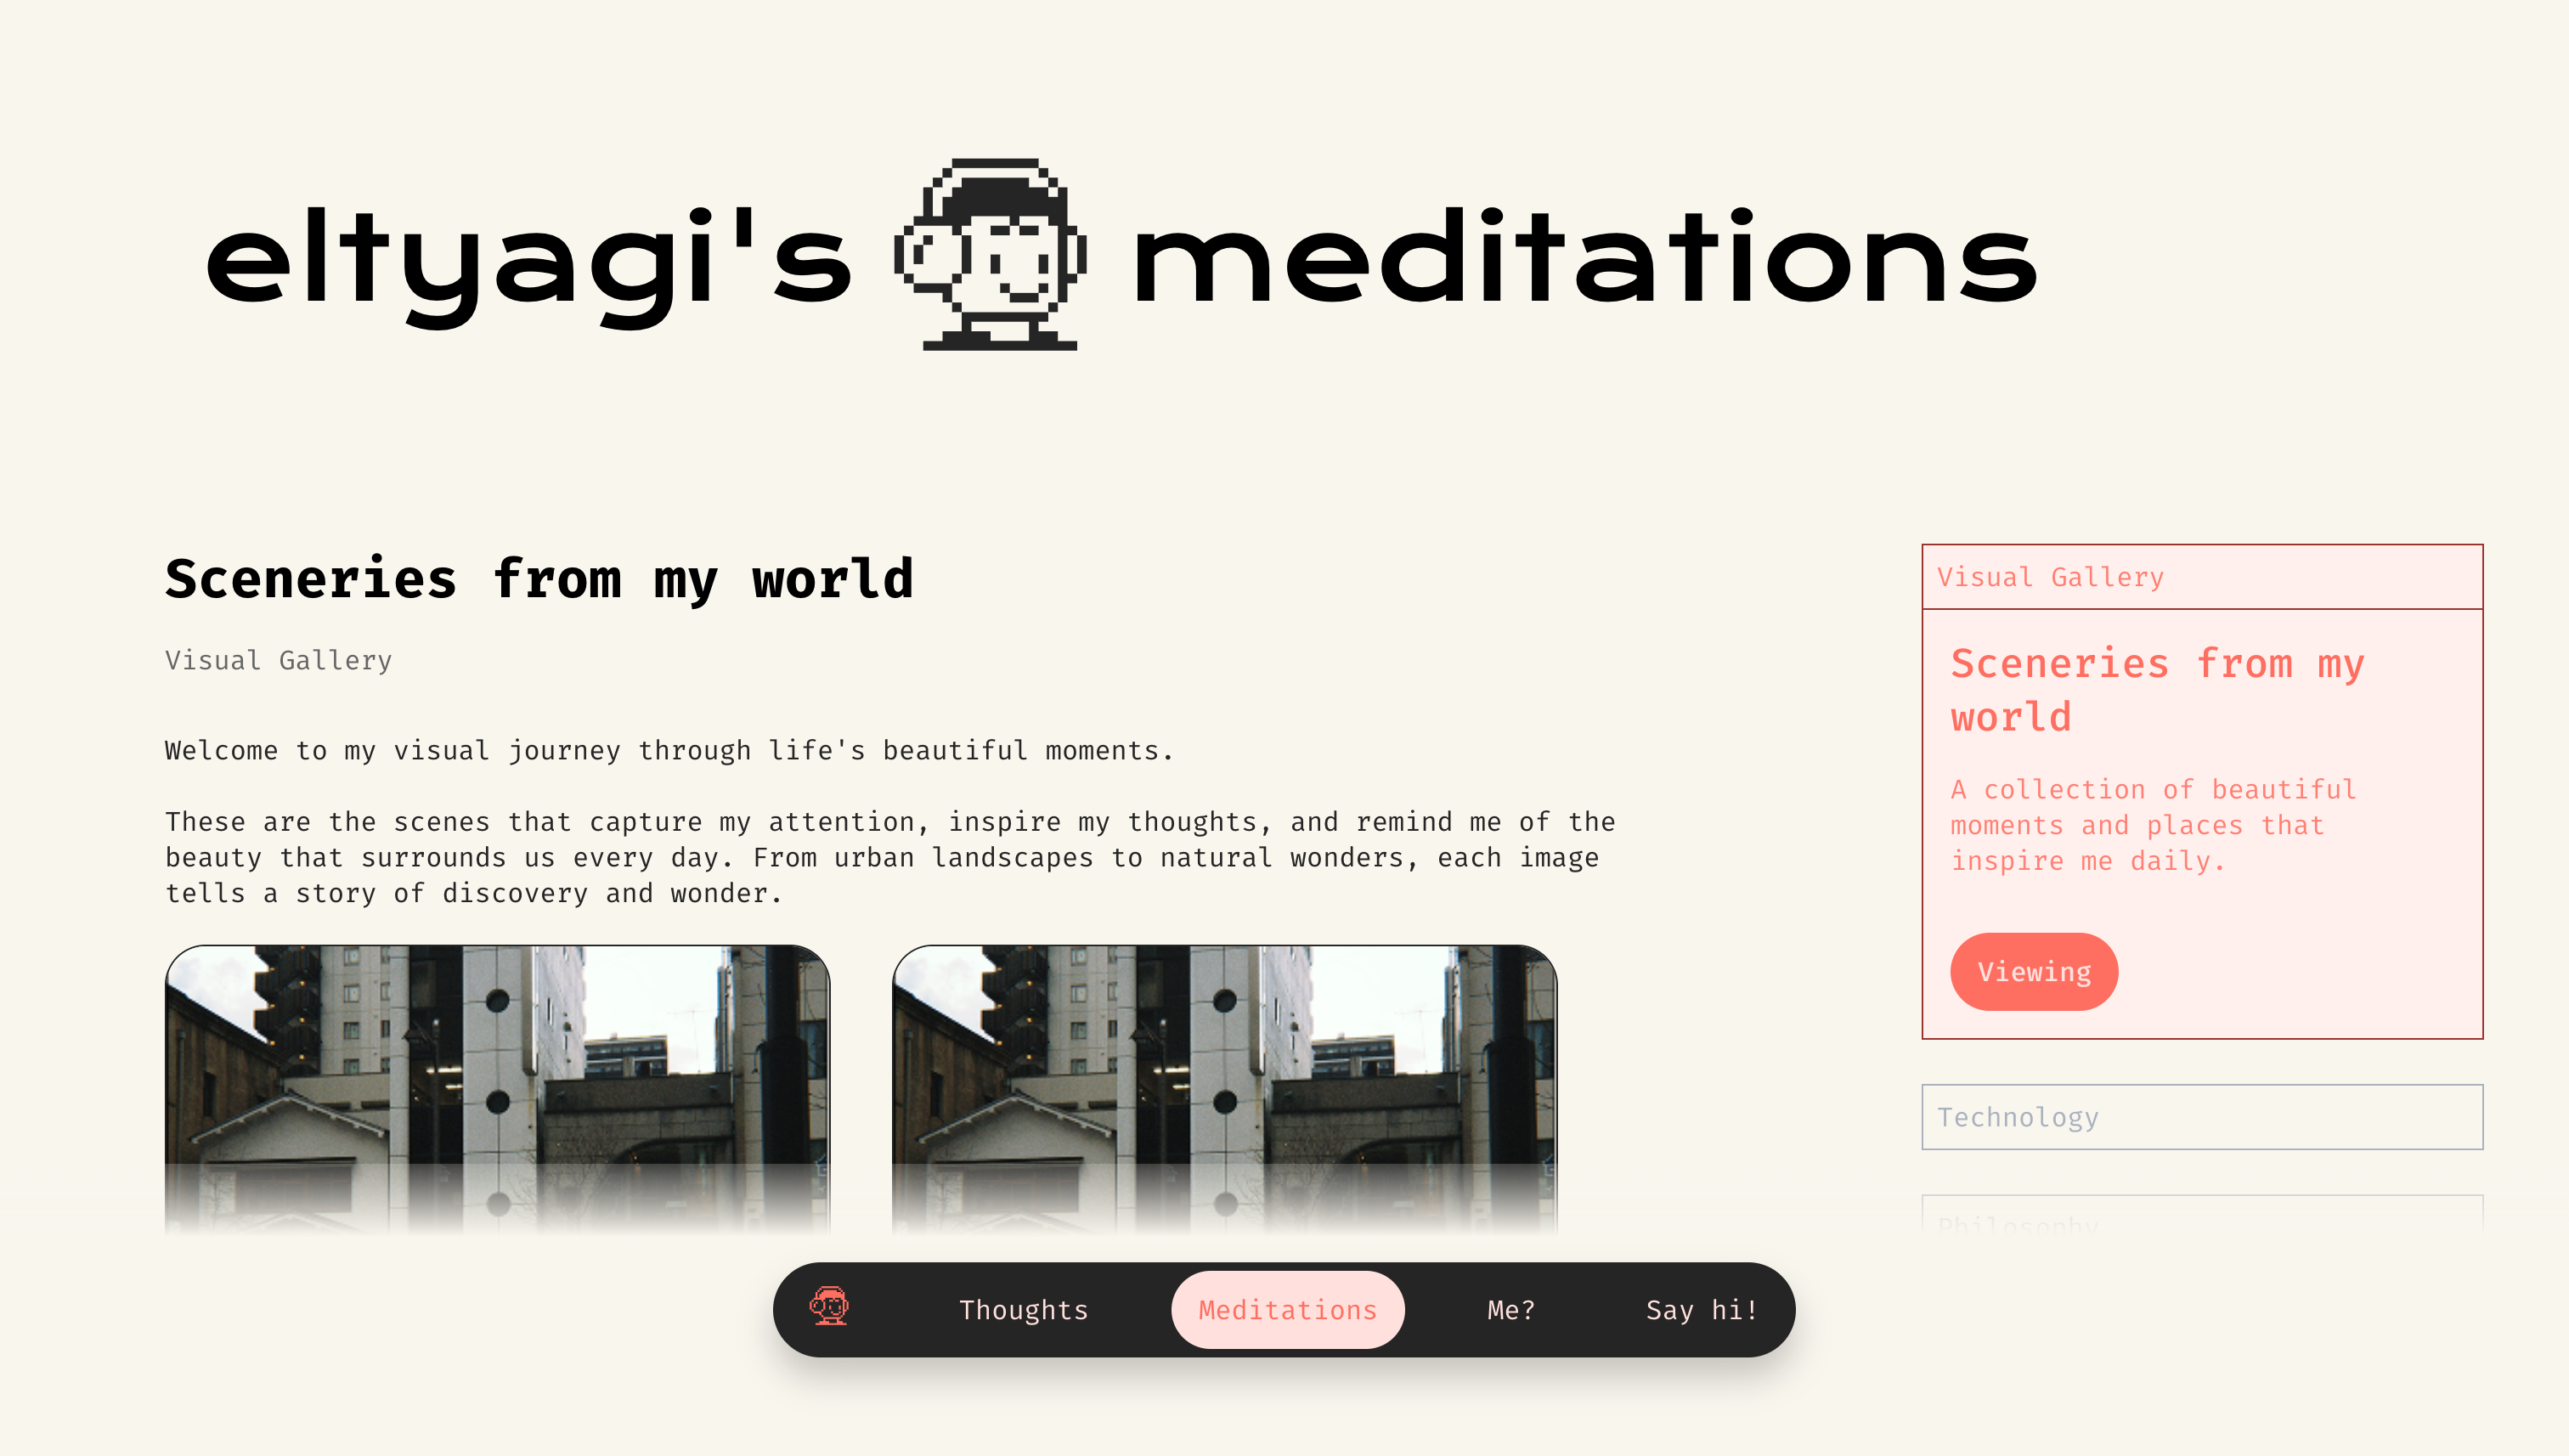 eltyagi's meditations
Sceneries from my world
Visual Gallery
Welcome to my visual journey through life's beautiful moments.
These are the scenes that capture my attention, inspire my thoughts, and remind me of the
beauty that surrounds us every day. From urban landscapes to natural wonders, each image
tells a story of discovery and wonder.
Visual Gallery
Sceneries from my
world
A collection of beautiful
moments and places that
inspire me daily.
Viewing
Technology
Philosophy
Thoughts
Meditations
Me?
Say hi!